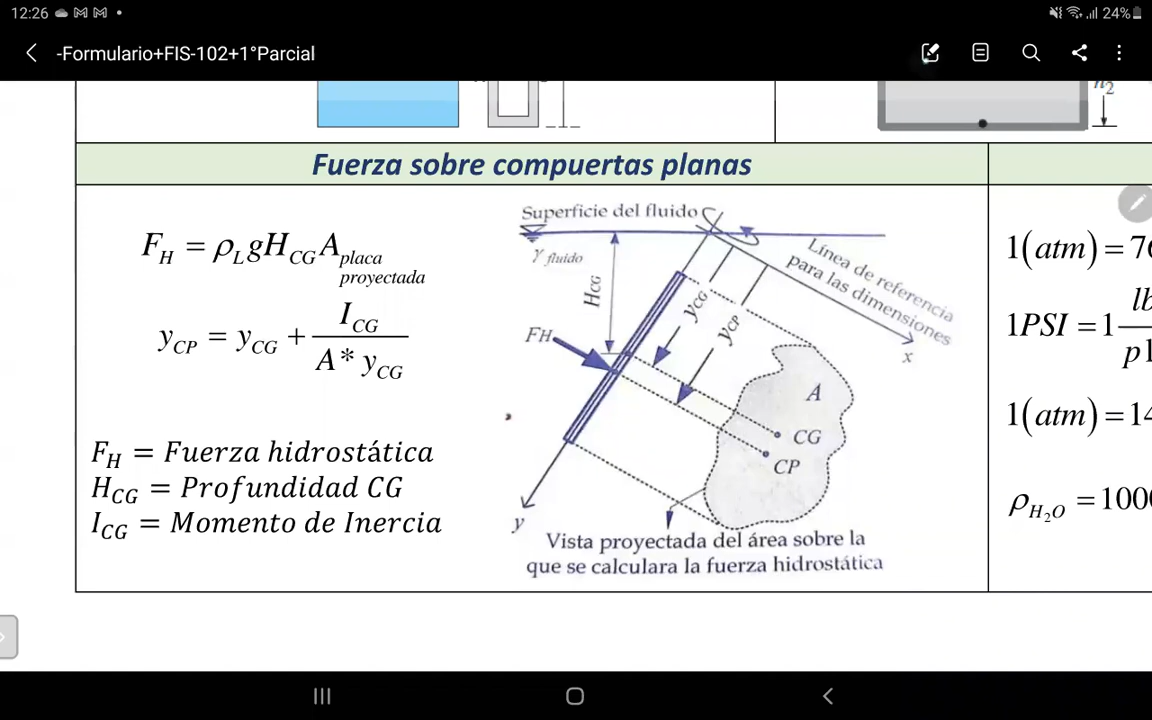 12:26
24%
-Formulario+FIS-102+1°Parcial
h2
Fuerza sobre compuertas planas
F_H = ρ_L g H_CG A placa proyectada
y_CP = y_CG + I_CG / A * y_CG
F_H = Fuerza hidrostática
H_CG = Profundidad CG
I_CG = Momento de Inercia
Superficie del fluido
γ fluido
H_CG
y_CG
y_CP
FH
Línea de referencia
para las dimensiones
x
A
CG
CP
y
Vista proyectada del área sobre la
que se calculara la fuerza hidrostática
1(atm) = 76
1PSI = 1 lb
p
1(atm) = 14
ρ_H₂O = 100